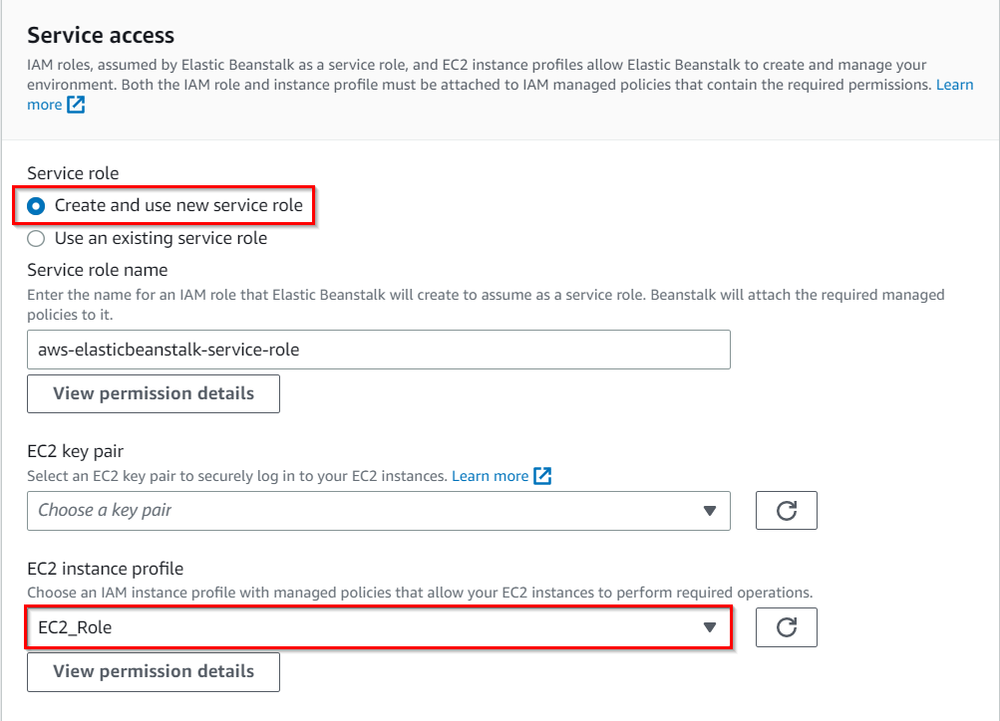 Service access
IAM roles, assumed by Elastic Beanstalk as a service role, and EC2 instance profiles allow Elastic Beanstalk to create and manage your
environment. Both the IAM role and instance profile must be attached to IAM managed policies that contain the required permissions. Learn
more
Service role
Create and use new service role
Use an existing service role
Service role name
Enter the name for an IAM role that Elastic Beanstalk will create to assume as a service role. Beanstalk will attach the required managed
policies to it.
aws-elasticbeanstalk-service-role
View permission details
EC2 key pair
Select an EC2 key pair to securely log in to your EC2 instances. Learn more
Choose a key pair
EC2 instance profile
Choose an IAM instance profile with managed policies that allow your EC2 instances to perform required operations.
EC2_Role
View permission details